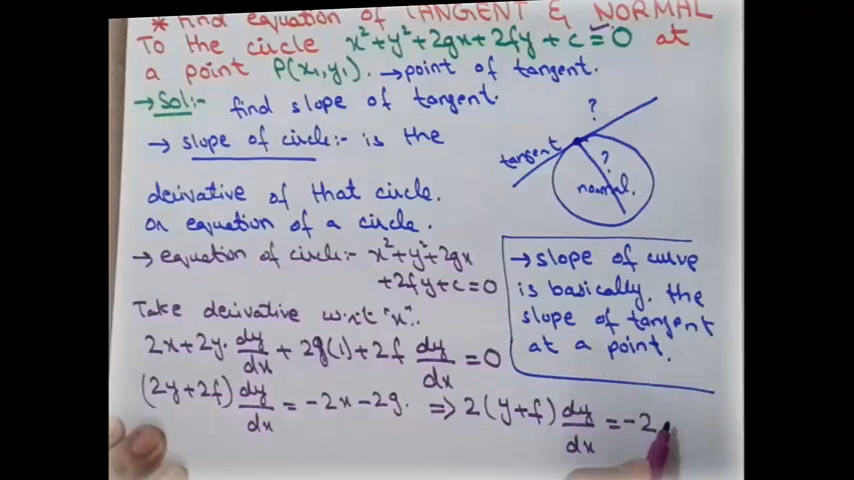 * Find equation of TANGENT & NORMAL
To the circle x²+y²+2gx+2fy+c=0 at
a point P(x₁,y₁). →point of tangent.
→Sol:- find slope of tangent.
→ slope of circle:- is the
derivative of that circle.
or equation of a circle.
→equation of circle:- x²+y²+2gx
+2fy+c=0
Take derivative w.r.t "x".
2x+2y.dy/dx + 2g(1)+2f dy/dx =0
(2y+2f) dy/dx = -2x-2g. ⇒ 2(y+f) dy/dx =-2
?
tangent
?
normal.
→slope of curve
is basically. the
slope of tangent
at a point.